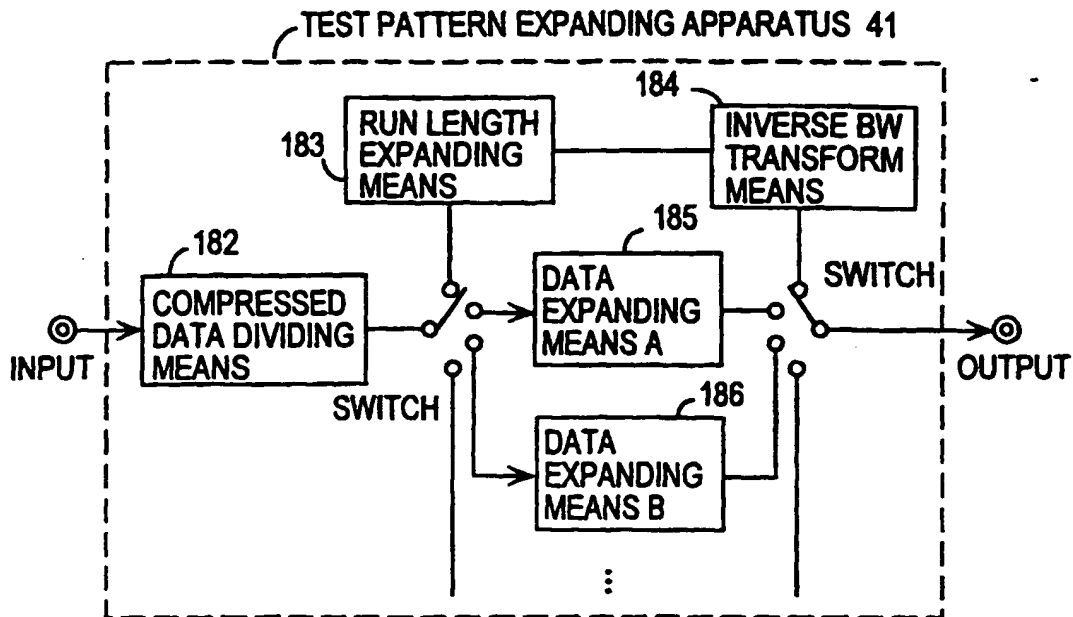 TEST PATTERN EXPANDING APPARATUS 41
184
RUN LENGTH
EXPANDING
MEANS
183
INVERSE BW
TRANSFORM
MEANS
182
185
COMPRESSED
DATA DIVIDING
MEANS
DATA
EXPANDING
MEANS A
SWITCH
INPUT
OUTPUT
SWITCH
186
DATA
EXPANDING
MEANS B
...